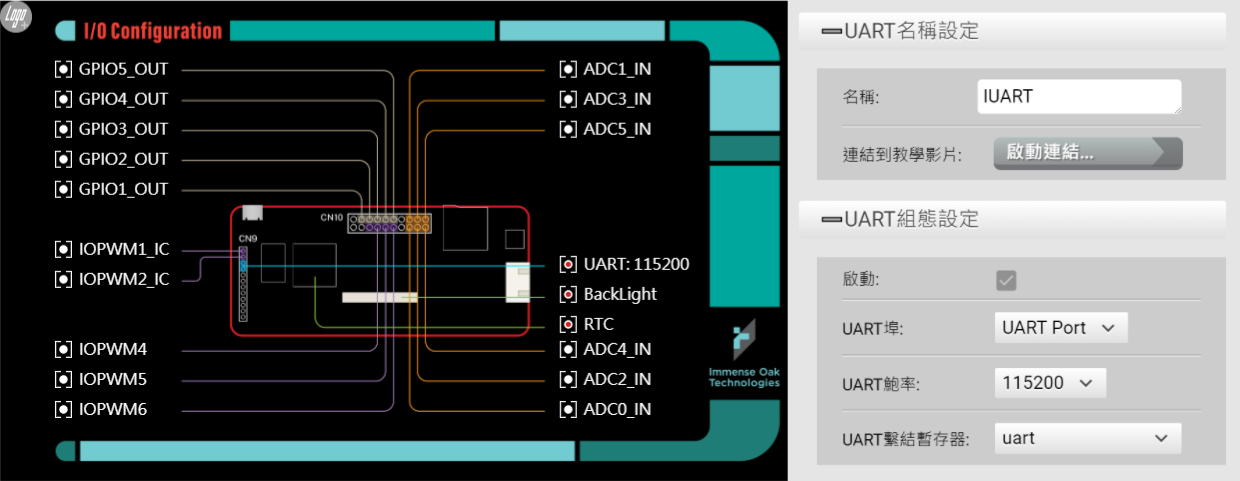 Logo
I/O Configuration
GPIO5_OUT
GPIO4_OUT
GPIO3_OUT
GPIO2_OUT
GPIO1_OUT
IOPWM1_IC
IOPWM2_IC
IOPWM4
IOPWM5
IOPWM6
CN10
CN9
ADC1_IN
ADC3_IN
ADC5_IN
UART: 115200
BackLight
RTC
ADC4_IN
ADC2_IN
ADC0_IN
Immense Oak
Technologies
UART名稱設定
名稱: IUART
連結到教學影片: 啟動連結...
UART組態設定
啟動:
UART埠: UART Port
UART鮑率: 115200
UART繫結暫存器: uart